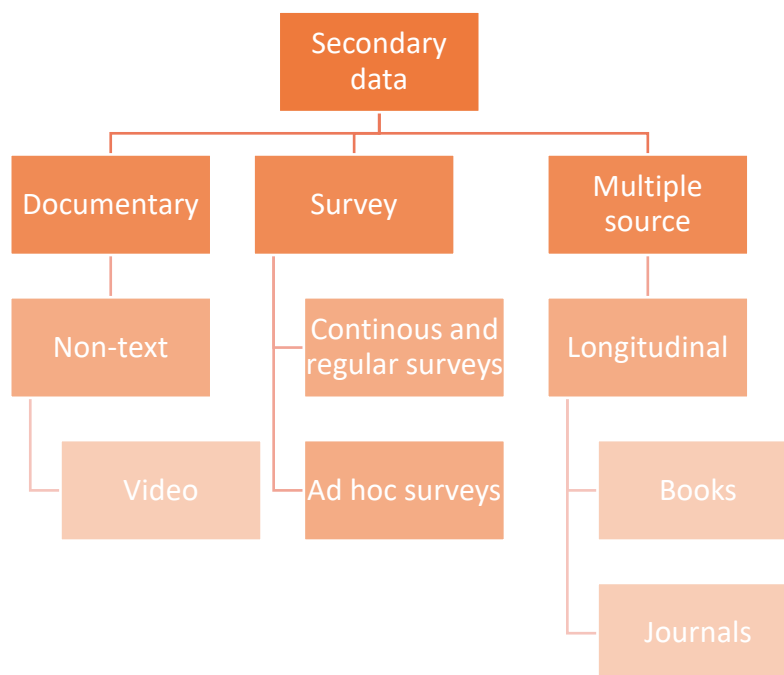 Secondary
data
Documentary
Survey
Multiple
source
Non-text
Continous and
regular surveys
Longitudinal
Video
Ad hoc surveys
Books
Journals